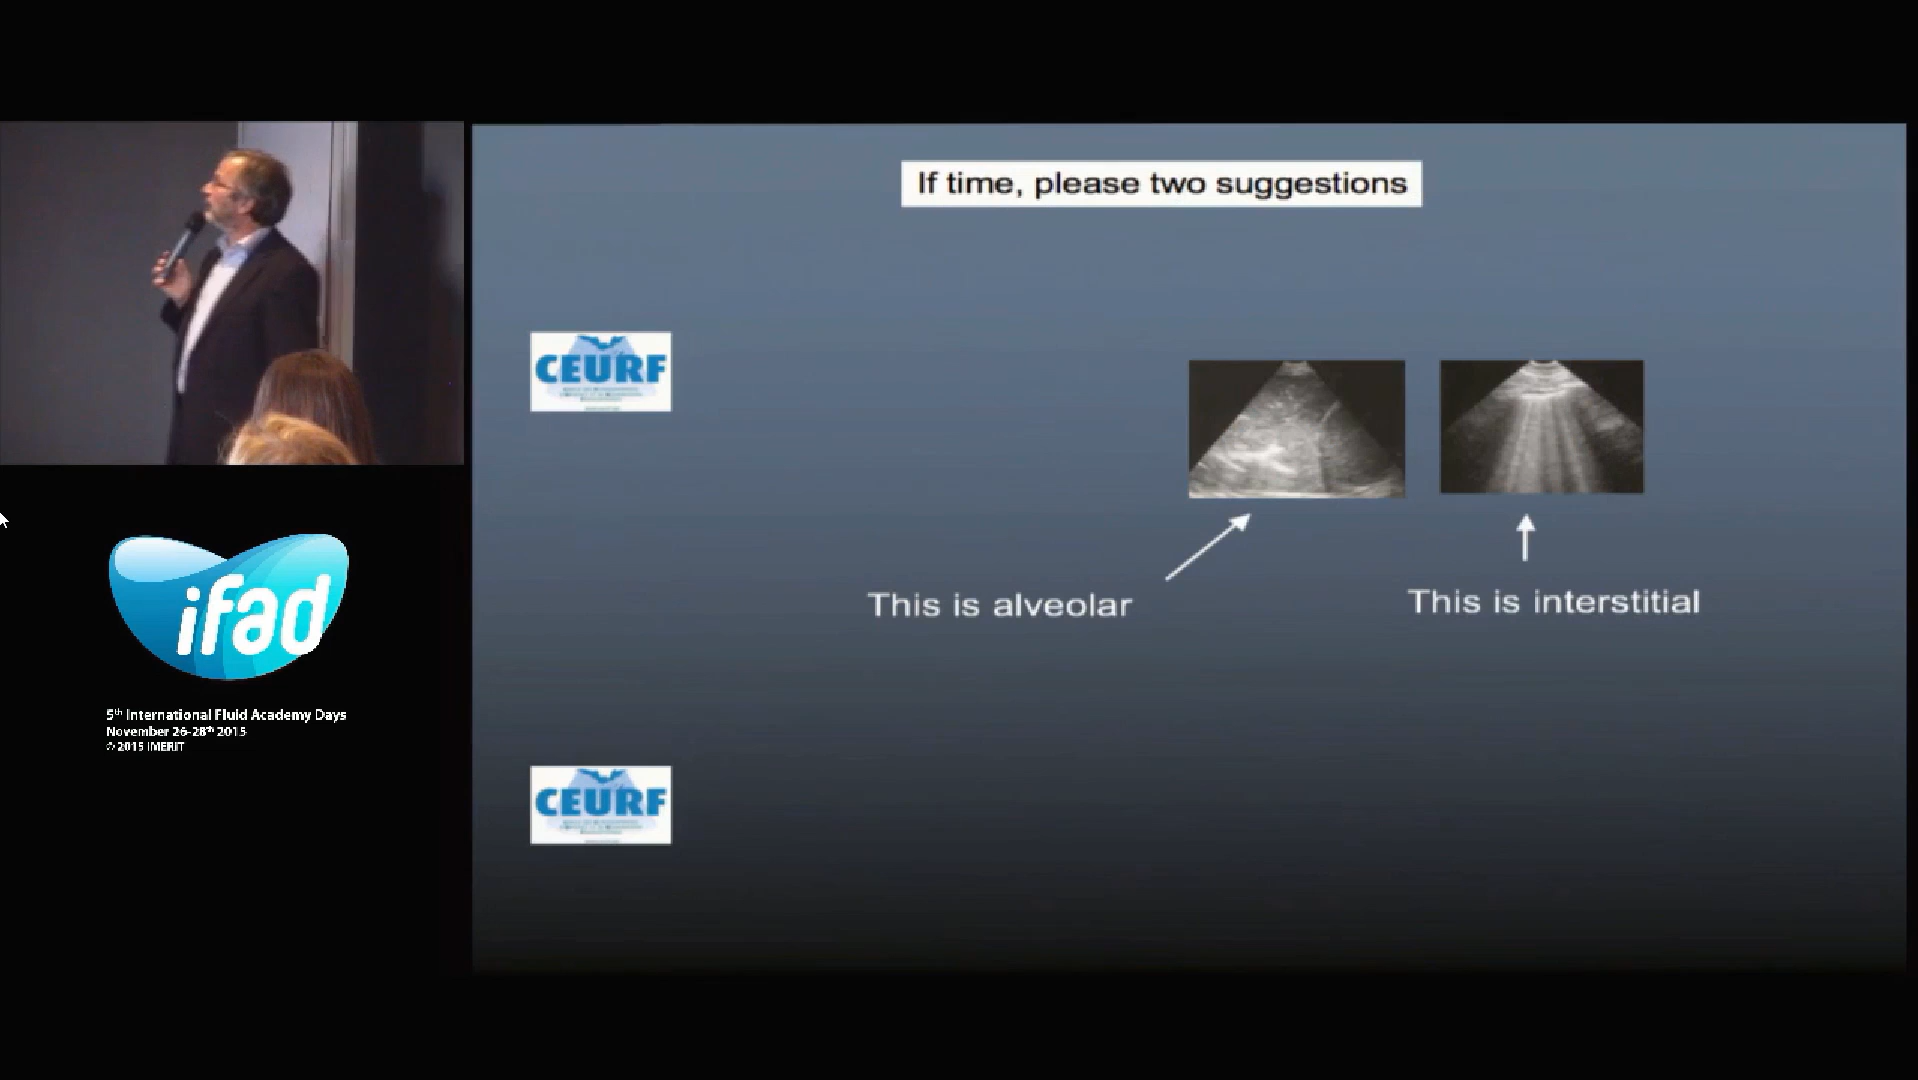 If time, please two suggestions
CEURF
This is alveolar
This is interstitial
CEURF
ifad
5th International Fluid Academy Days
November 26-28th 2015
© 2015 IMERIT